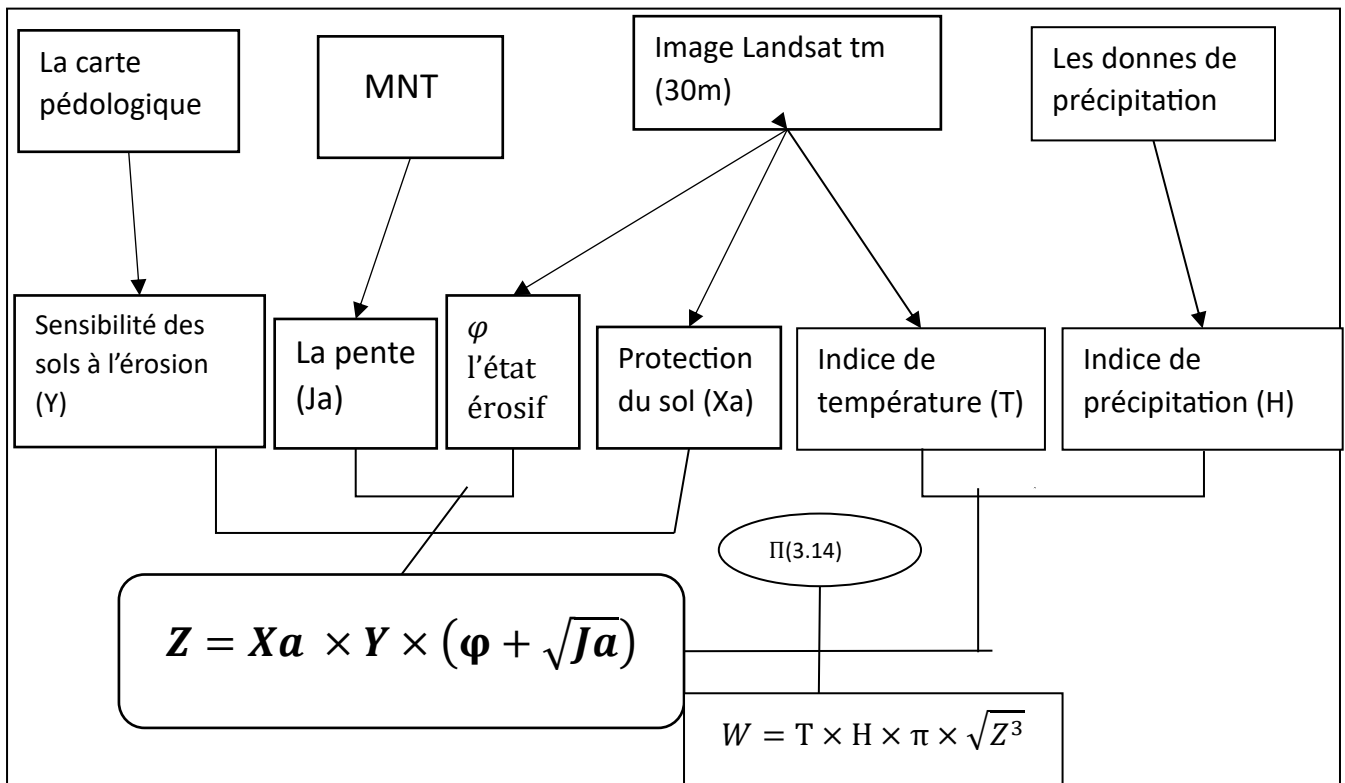 La carte
pédologique
MNT
Image Landsat tm
(30m)
Les donnes de
précipitation
Sensibilité des
sols à l’érosion
(Y)
La pente
(Ja)
φ
l’état
érosif
Protection
du sol (Xa)
Indice de
température (T)
Indice de
précipitation (H)
Π(3.14)
Z = Xa × Y × (φ + √Ja)
W = T × H × π × √Z³